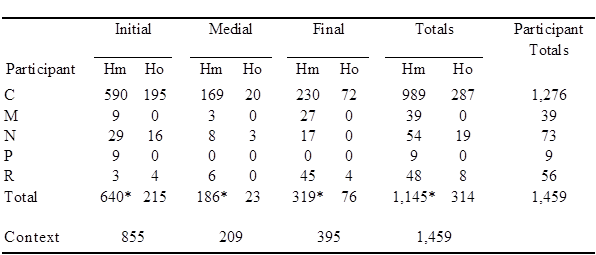 Initial Medial Final Totals Participant Totals
Participant Hm Ho Hm Ho Hm Ho Hm Ho
C 590 195 169 20 230 72 989 287 1,276
M 9 0 3 0 27 0 39 0 39
N 29 16 8 3 17 0 54 19 73
P 9 0 0 0 0 0 9 0 9
R 3 4 6 0 45 4 48 8 56
Total 640* 215 186* 23 319* 76 1,145* 314 1,459
Context 855 209 395 1,459